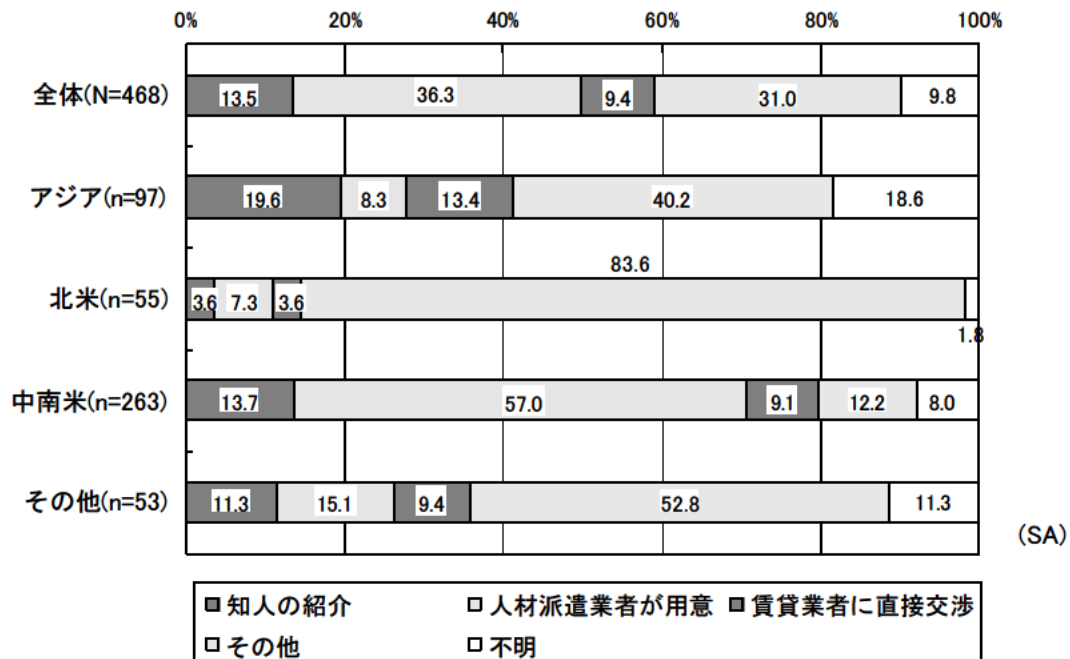 0% 20% 40% 60% 80% 100%
全体(N=468) 13.5 36.3 9.4 31.0 9.8
アジア(n=97) 19.6 8.3 13.4 40.2 18.6
83.6
北米(n=55) 3.6 7.3 3.6
1.8
中南米(n=263) 13.7 57.0 9.1 12.2 8.0
その他(n=53) 11.3 15.1 9.4 52.8 11.3
(SA)
知人の紹介 人材派遣業者が用意 賃貸業者に直接交渉
その他 不明